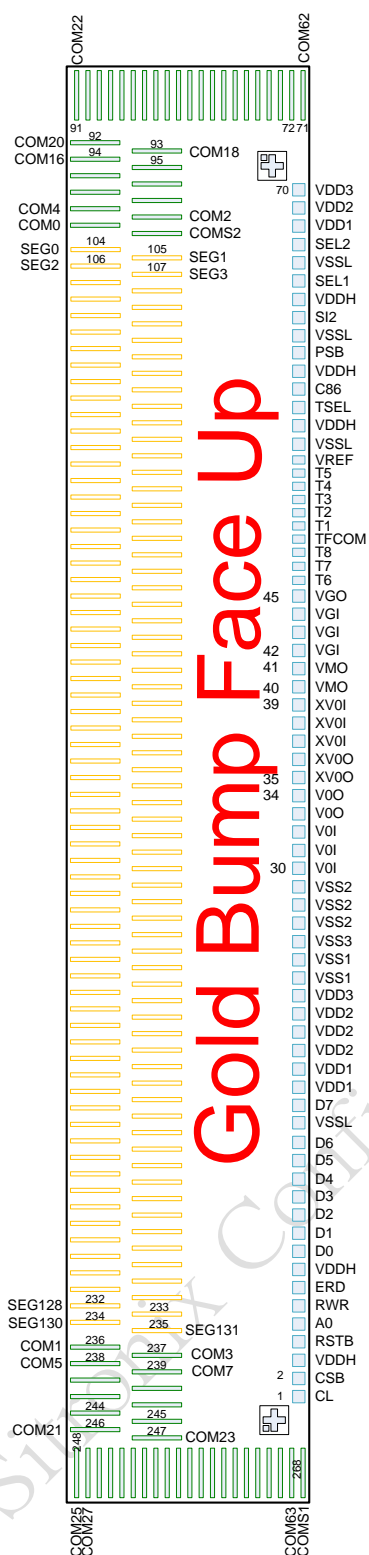 COM22
COM62
91
72 71
COM20
92
93
COM18
COM16
94
95
70
VDD3
VDD2
COM4
COM2
VDD1
COM0
COMS2
SEL2
SEG0
104
105
SEG1
VSSL
SEG2
106
107
SEG3
SEL1
VDDH
SI2
VSSL
PSB
VDDH
C86
TSEL
VDDH
VSSL
VREF
T5
T4
T3
T2
T1
TFCOM
T8
T7
T6
45
VGO
VGI
VGI
42
VGI
41
VMO
40
VMO
39
XV0I
XV0I
XV0I
XV0O
35
XV0O
34
V0O
V0O
V0I
V0I
30
V0I
VSS2
VSS2
VSS2
VSS3
VSS1
VSS1
VDD3
VDD2
VDD2
VDD2
VDD1
VDD1
D7
VSSL
D6
D5
D4
D3
D2
D1
D0
VDDH
ERD
Gold Bump Face Up
SEG128
232
233
RWR
SEG130
234
235
SEG131
A0
RSTB
COM1
236
237
COM3
VDDH
COM5
238
239
COM7
2
CSB
1
CL
244
245
COM21
246
247
COM23
248
268
COM25
COM27
COM63
COMS1
Sitronix Confi